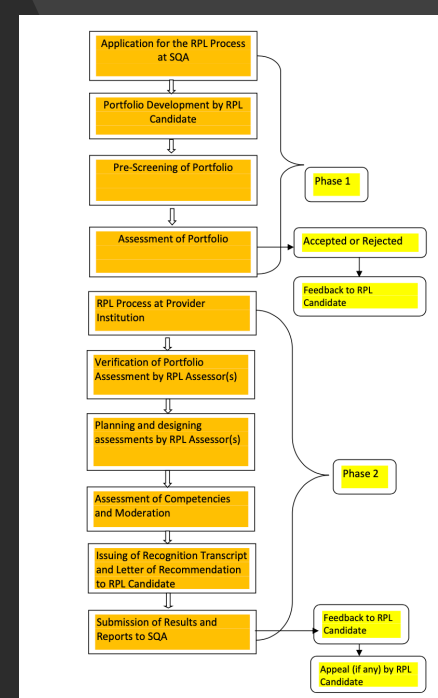 Application for the RPL Process
at SQA
Portfolio Development by RPL
Candidate
Pre-Screening of Portfolio
Phase 1
Assessment of Portfolio
Accepted or Rejected
Feedback to RPL
Candidate
RPL Process at Provider
Institution
Verification of Portfolio
Assessment by RPL Assessor(s)
Planning and designing
assessments by RPL Assessor(s)
Phase 2
Assessment of Competencies
and Moderation
Issuing of Recognition Transcript
and Letter of Recommendation
to RPL Candidate
Submission of Results and
Reports to SQA
Feedback to RPL
Candidate
Appeal (if any) by RPL
Candidate